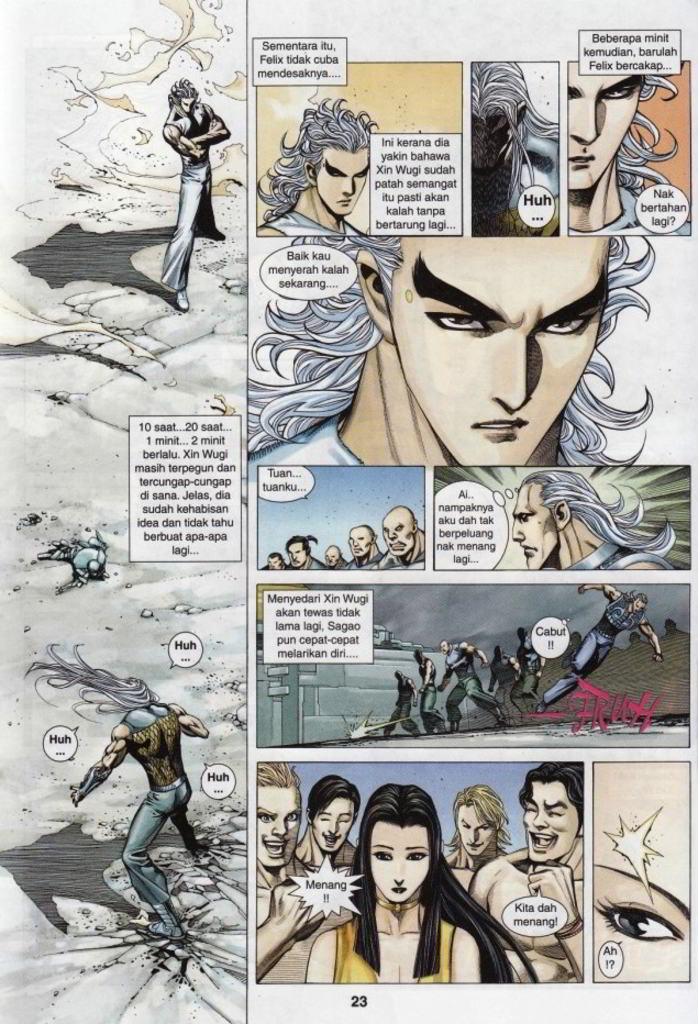 10 saat...20 saat...
1 minit... 2 minit
berlalu. Xin Wugi
masih terpegun dan
tercungap-cungap
di sana. Jelas, dia
sudah kehabisan
idea dan tidak tahu
berbuat apa-apa
lagi...
Huh
...
Huh
...
Huh
...
Sementara itu,
Felix tidak cuba
mendesaknya....
Ini kerana dia
yakin bahawa
Xin Wugi sudah
patah semangat
itu pasti akan
kalah tanpa
bertarung lagi...
Huh
...
Beberapa minit
kemudian, barulah
Felix bercakap...
Nak
bertahan
lagi?
Baik kau
menyerah kalah
sekarang....
Tuan...
tuanku...
Ai..
nampaknya
aku dah tak
berpeluang
nak menang
lagi...
Menyedari Xin Wugi
akan tewas tidak
lama lagi, Sagao
pun cepat-cepat
melarikan diri....
Cabut
!!
FRUUH
Menang
!!
Kita dah
menang!
Ah
!?
23